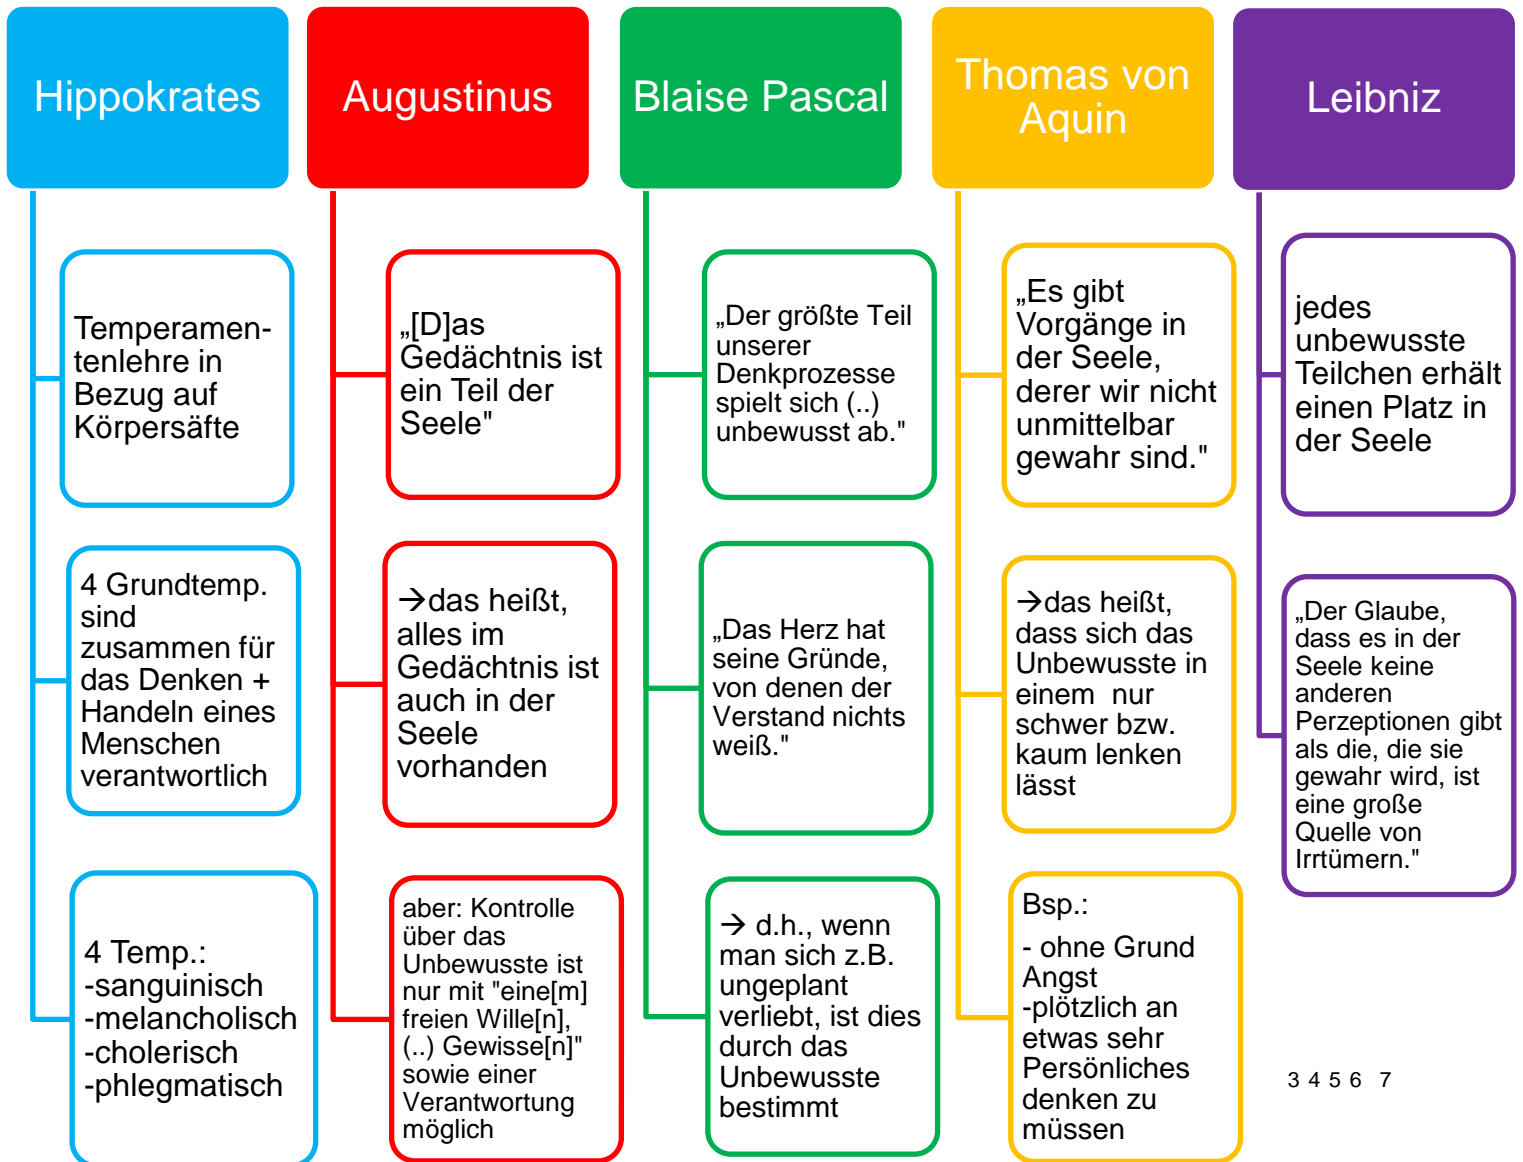 Hippokrates
Temperamen-
tenlehre in
Bezug auf
Körpersäfte
4 Grundtemp.
sind
zusammen für
das Denken +
Handeln eines
Menschen
verantwortlich
4 Temp.:
-sanguinisch
-melancholisch
-cholerisch
-phlegmatisch
Augustinus
„[D]as
Gedächtnis ist
ein Teil der
Seele"
→das heißt,
alles im
Gedächtnis ist
auch in der
Seele
vorhanden
aber: Kontrolle
über das
Unbewusste ist
nur mit "eine[m]
freien Wille[n],
(..) Gewisse[n]"
sowie einer
Verantwortung
möglich
Blaise Pascal
„Der größte Teil
unserer
Denkprozesse
spielt sich (..)
unbewusst ab."
„Das Herz hat
seine Gründe,
von denen der
Verstand nichts
weiß."
→ d.h., wenn
man sich z.B.
ungeplant
verliebt, ist dies
durch das
Unbewusste
bestimmt
Thomas von
Aquin
„Es gibt
Vorgänge in
der Seele,
derer wir nicht
unmittelbar
gewahr sind."
→das heißt,
dass sich das
Unbewusste in
einem nur
schwer bzw.
kaum lenken
lässt
Bsp.:
- ohne Grund
Angst
-plötzlich an
etwas sehr
Persönliches
denken zu
müssen
Leibniz
jedes
unbewusste
Teilchen erhält
einen Platz in
der Seele
„Der Glaube,
dass es in der
Seele keine
anderen
Perzeptionen gibt
als die, die sie
gewahr wird, ist
eine große
Quelle von
Irrtümern."
3 4 5 6 7